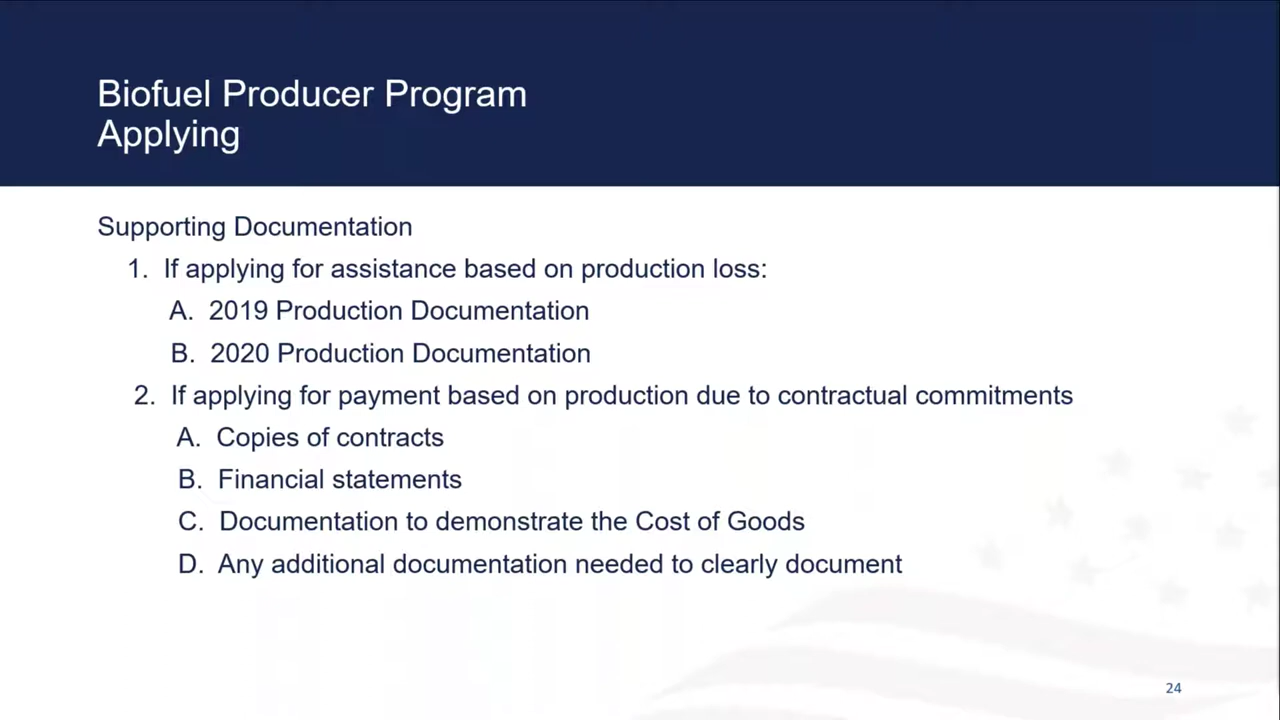 Biofuel Producer Program
Applying
Supporting Documentation
1. If applying for assistance based on production loss:
A. 2019 Production Documentation
B. 2020 Production Documentation
2. If applying for payment based on production due to contractual commitments
A. Copies of contracts
B. Financial statements
C. Documentation to demonstrate the Cost of Goods
D. Any additional documentation needed to clearly document
24